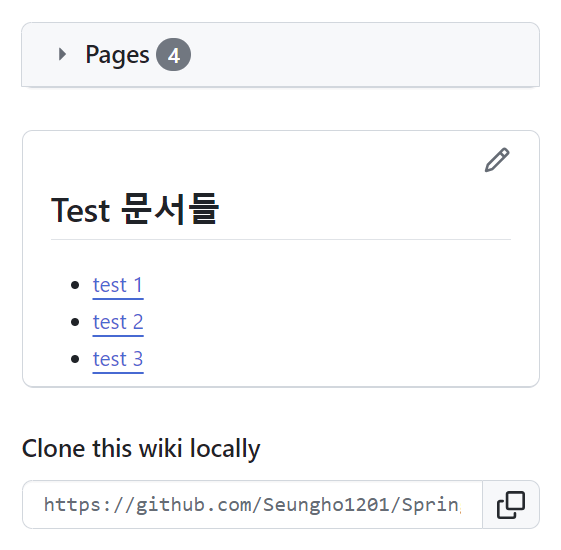 Pages 4
Test 문서들
test 1
test 2
test 3
Clone this wiki locally
https://github.com/Seungho1201/Spring